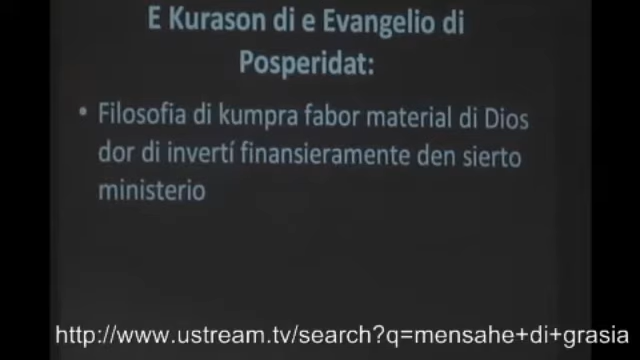 E Kurason di e Evangelio di
Posperidat:
• Filosofia di kumpra fabor material di Dios
dor di invertí finansieramente den sierto
ministerio
http://www.ustream.tv/search?q=mensahe+di+grasia